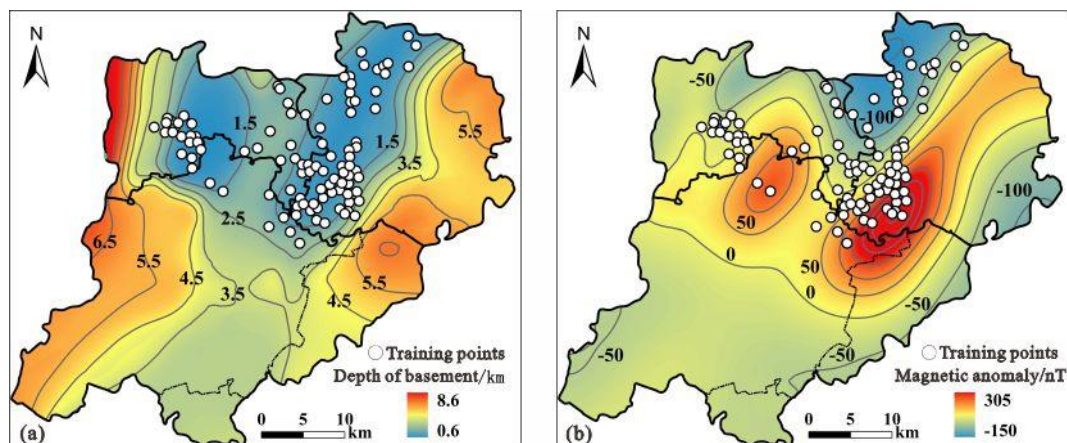 N
1.5
1.5
5.5
3.5
2.5
6.5
5.5
4.5
3.5
5.5
4.5
Training points
Depth of basement/km
8.6
0.6
0 5 10
km
(a)
N
-50
-100
-100
50
0
50
0
-50
-50
-50
Training points
Magnetic anomaly/nT
305
-150
0 5 10
km
(b)